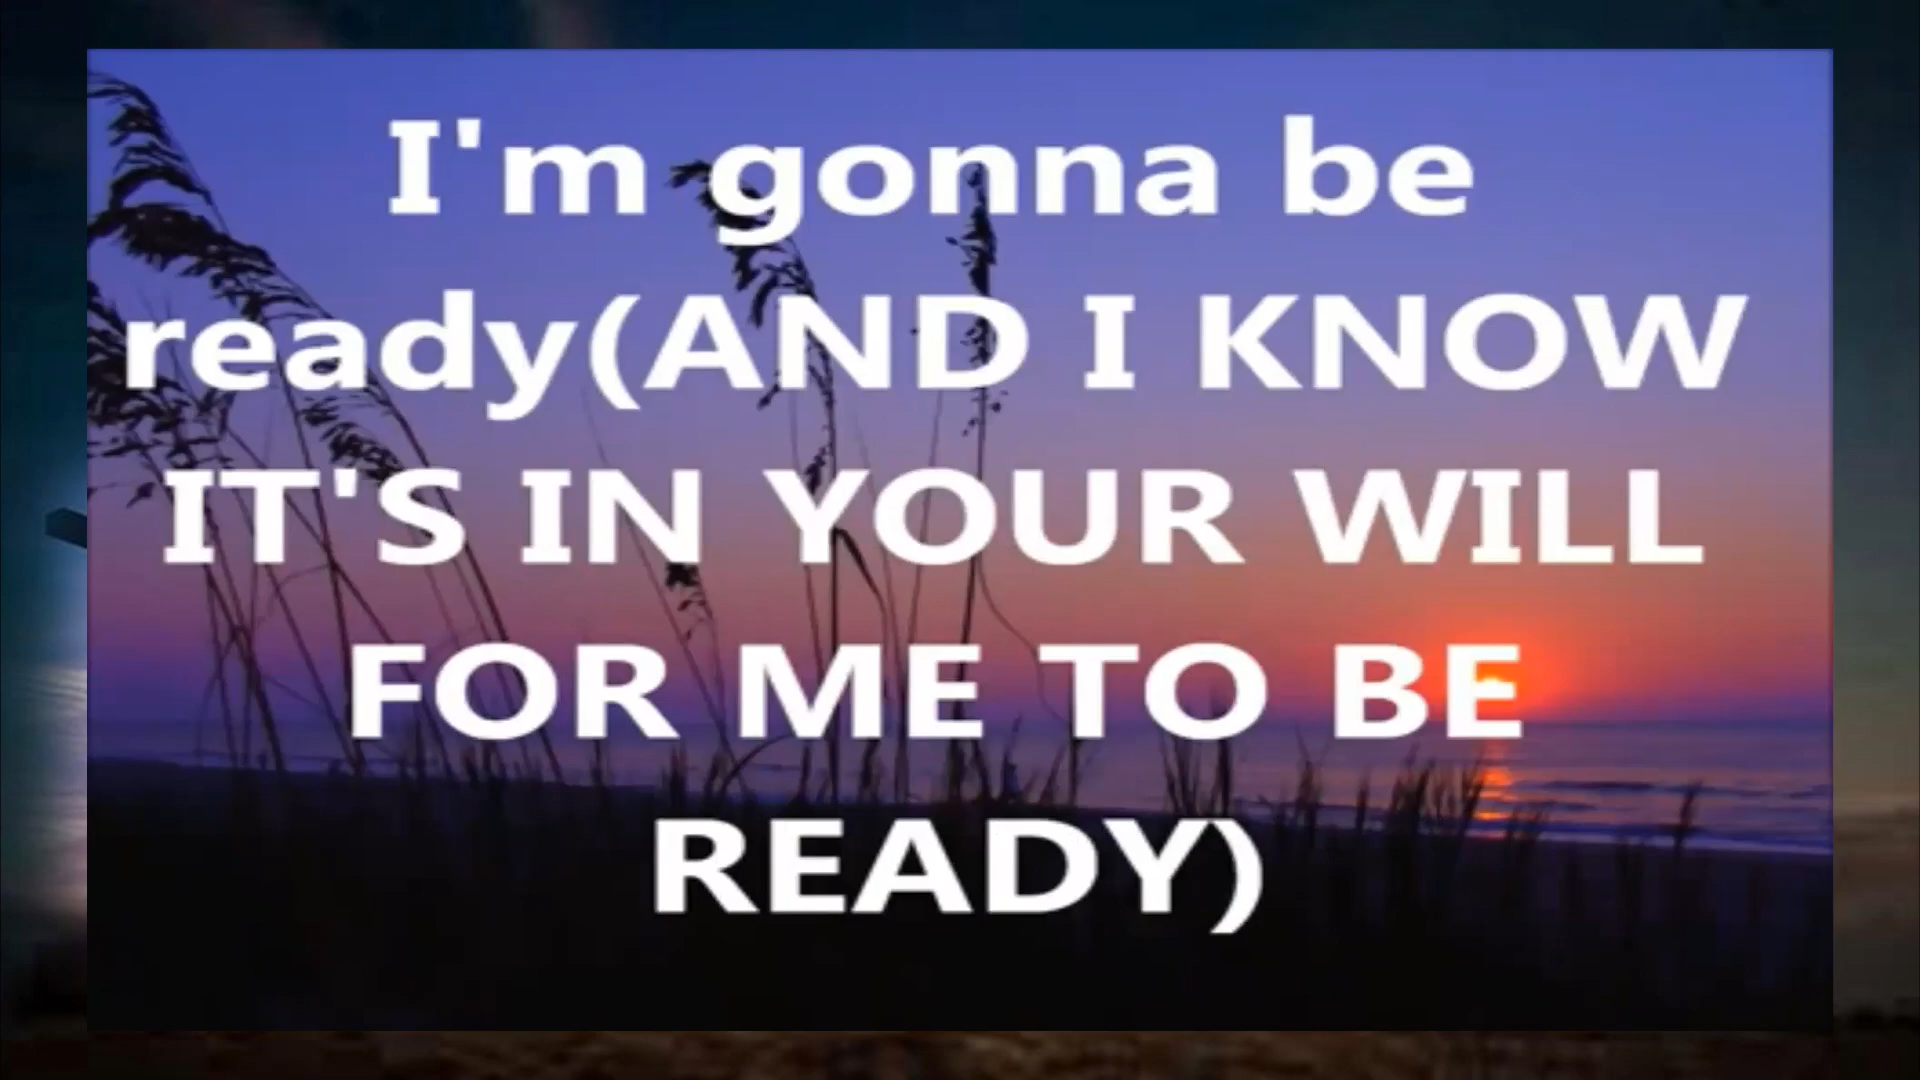 I'm gonna be
ready(AND I KNOW
IT'S IN YOUR WILL
FOR ME TO BE
READY)